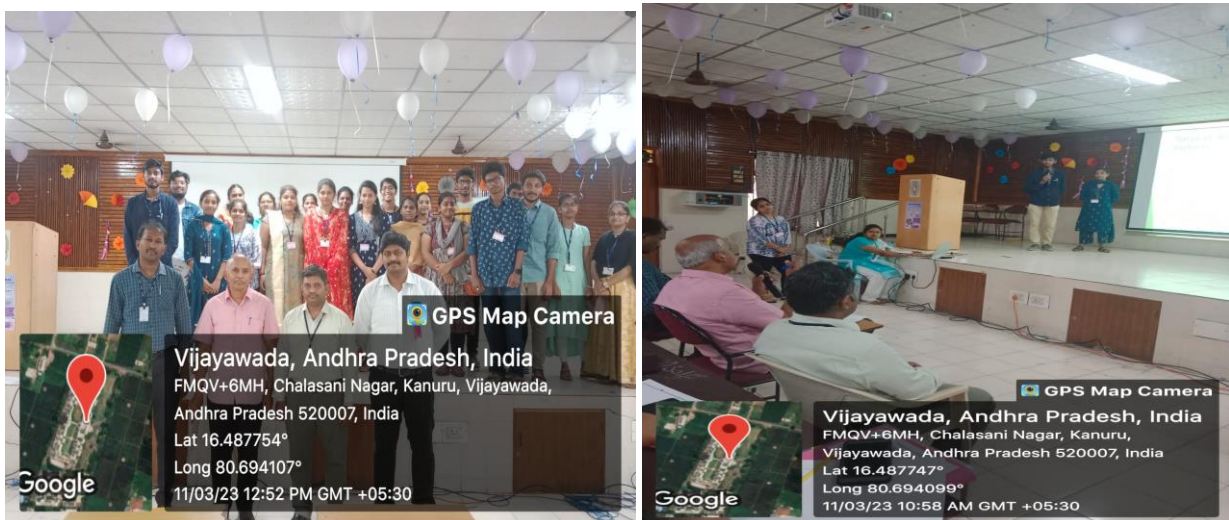 GPS Map Camera
Vijayawada, Andhra Pradesh, India
FMQV+6MH, Chalasani Nagar, Kanuru, Vijayawada,
Andhra Pradesh 520007, India
Lat 16.487754°
Long 80.694107°
11/03/23 12:52 PM GMT +05:30
Google
GPS Map Camera
Vijayawada, Andhra Pradesh, India
FMQV+6MH, Chalasani Nagar, Kanuru,
Vijayawada, Andhra Pradesh 520007, India
Lat 16.487747°
Long 80.694099°
11/03/23 10:58 AM GMT +05:30
Google